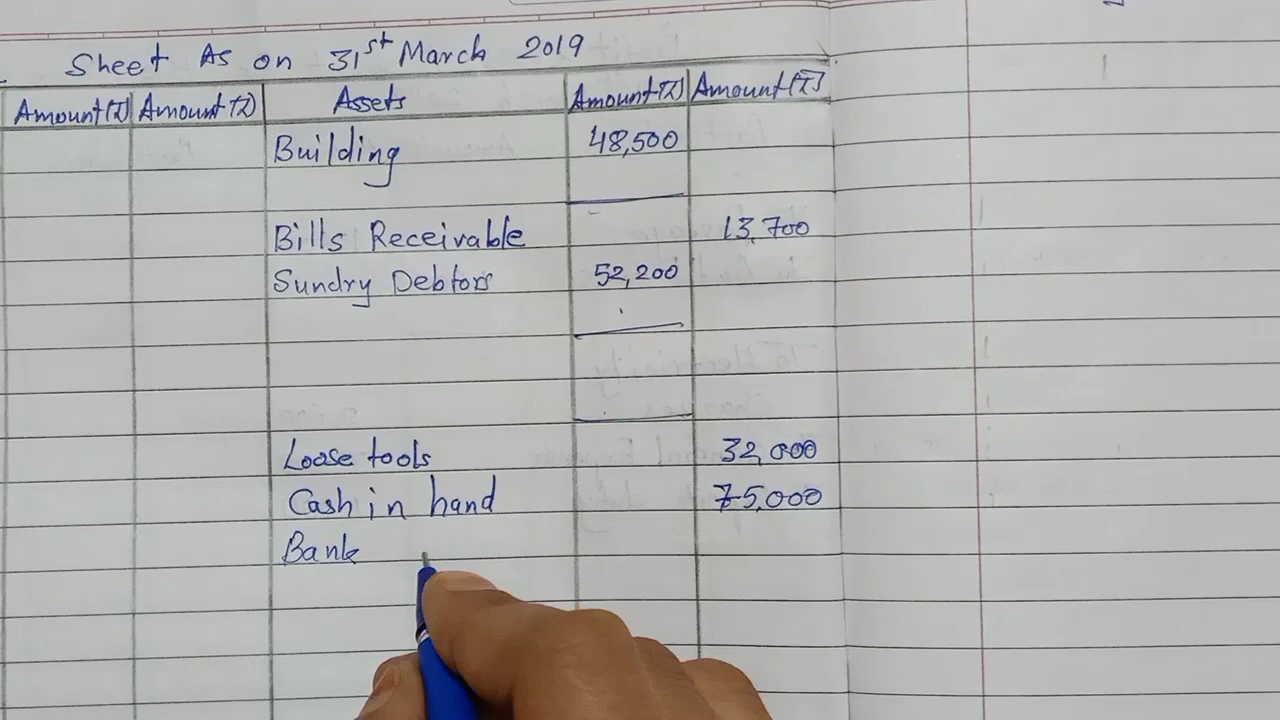 Sheet As on 31st March 2019
Amount(₹) Amount(₹) Assets Amount(₹) Amount(₹)
Building 48,500
Bills Receivable 13,700
Sundry Debtors 52,200
Loose tools 32,000
Cash in hand 75,000
Bank